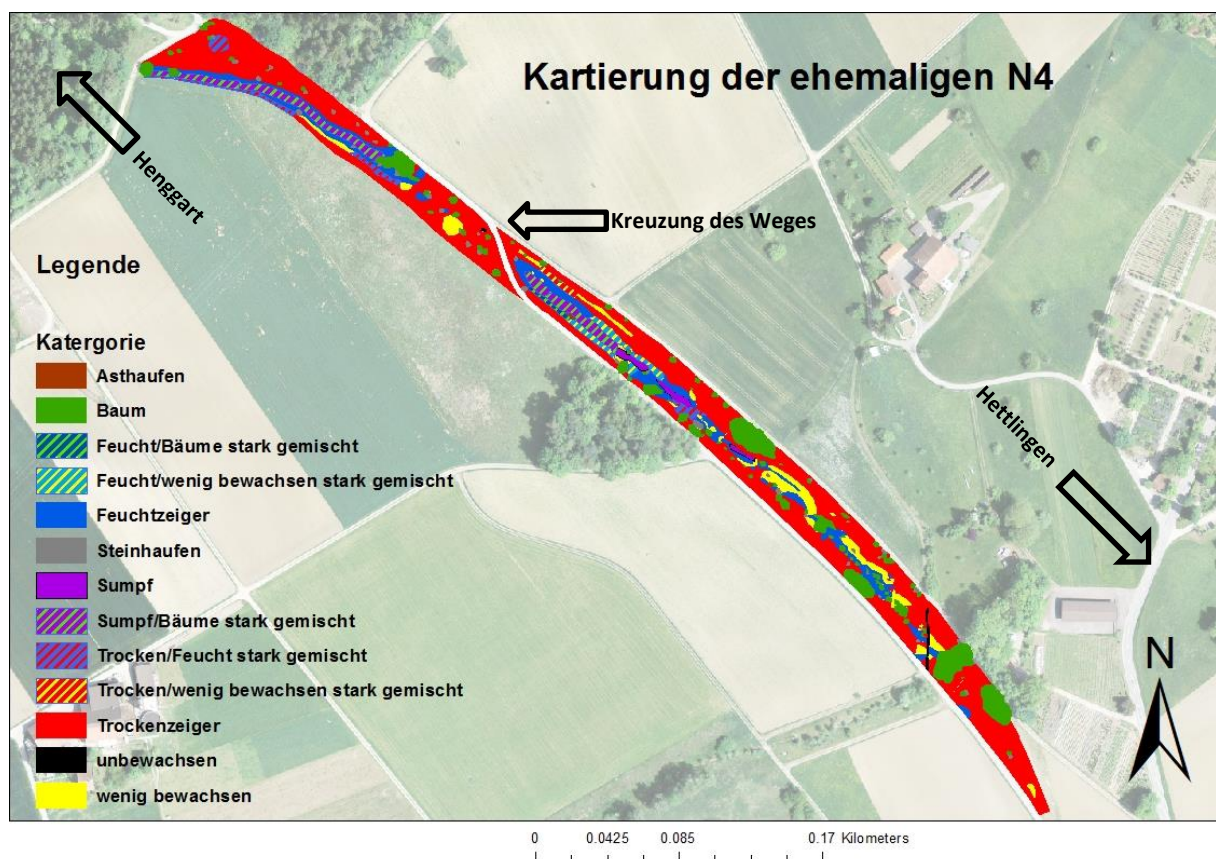 Kartierung der ehemaligen N4
Henggart
Kreuzung des Weges
Hettlingen
Legende
Katergorie
Asthaufen
Baum
Feucht/Bäume stark gemischt
Feucht/wenig bewachsen stark gemischt
Feuchtzeiger
Steinhaufen
Sumpf
Sumpf/Bäume stark gemischt
Trocken/Feucht stark gemischt
Trocken/wenig bewachsen stark gemischt
Trockenzeiger
unbewachsen
wenig bewachsen
N
0 0.0425 0.085 0.17 Kilometers